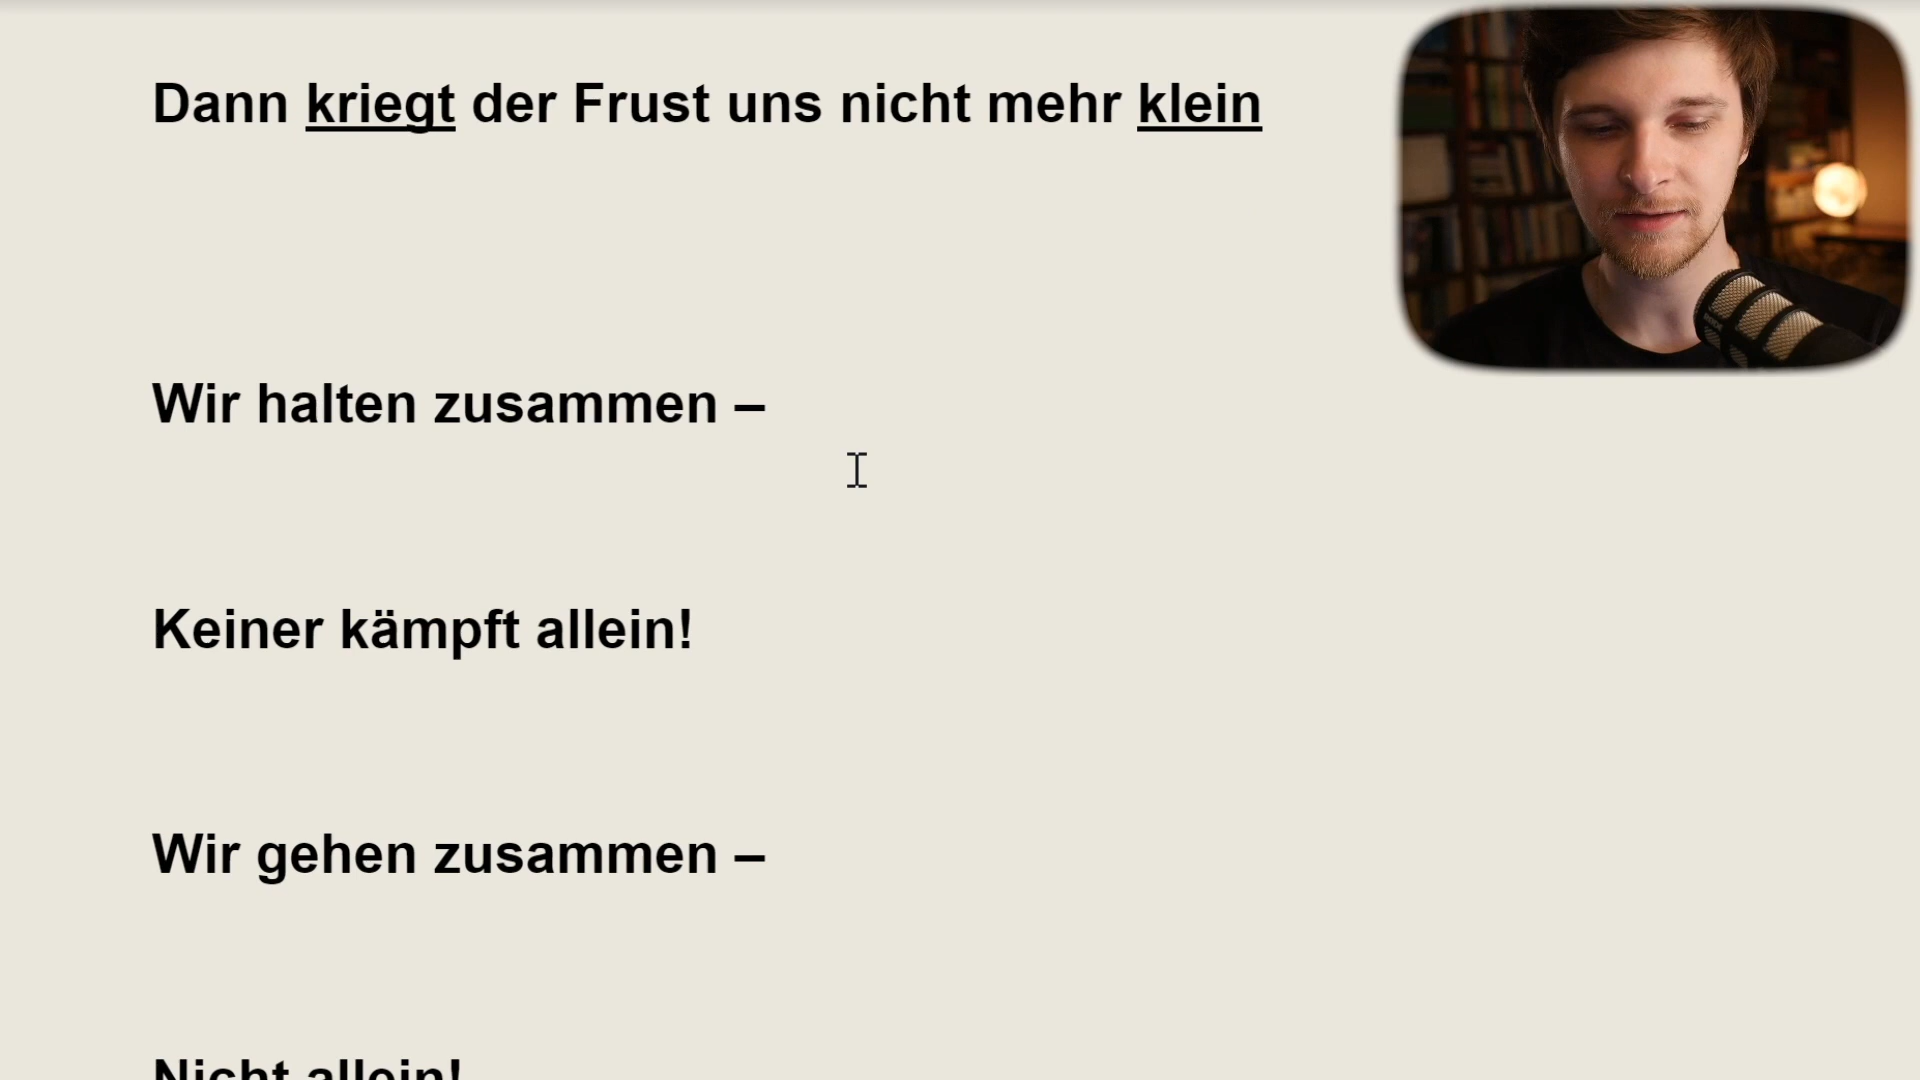 Dann kriegt der Frust uns nicht mehr klein
Wir halten zusammen –
Keiner kämpft allein!
Wir gehen zusammen –
Nicht allein!